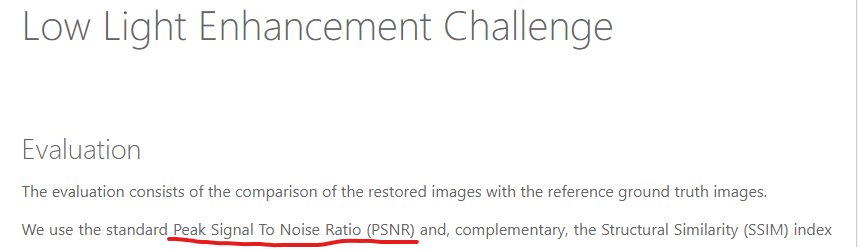 Low Light Enhancement Challenge
Evaluation
The evaluation consists of the comparison of the restored images with the reference ground truth images.
We use the standard Peak Signal To Noise Ratio (PSNR) and, complementary, the Structural Similarity (SSIM) index